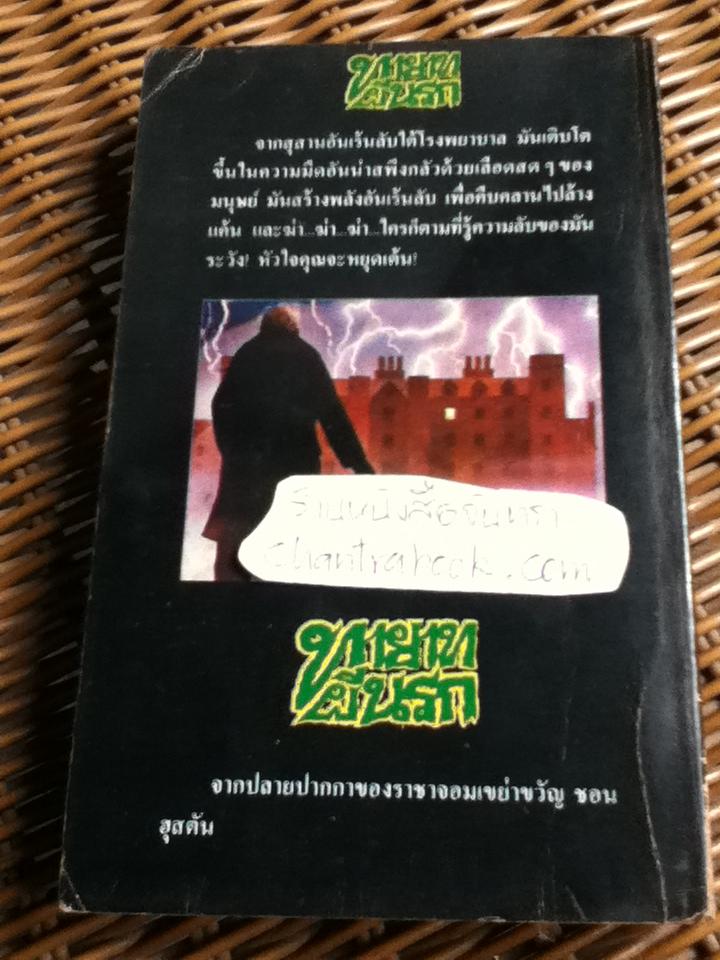 ทายาท
ผีนรก
จากสุสานอันเร้นลับใต้โรงพยาบาล มันเติบโต
ขึ้นในความมืดอันน่าสพึงกลัวด้วยเลือดสด ๆ ของ
มนุษย์ มันสร้างพลังอันเร้นลับ เพื่อคืบคลานไปล้าง
แค้น และฆ่า...ฆ่า...ฆ่า...ใครก็ตามที่รู้ความลับของมัน
ระวัง! หัวใจคุณจะหยุดเต้น!
ร้านหนังสือจันทรา
chantrabook.com
ทายาท
ผีนรก
จากปลายปากกาของราชาจอมเขย่าขวัญ ชอน
ฮุสตัน